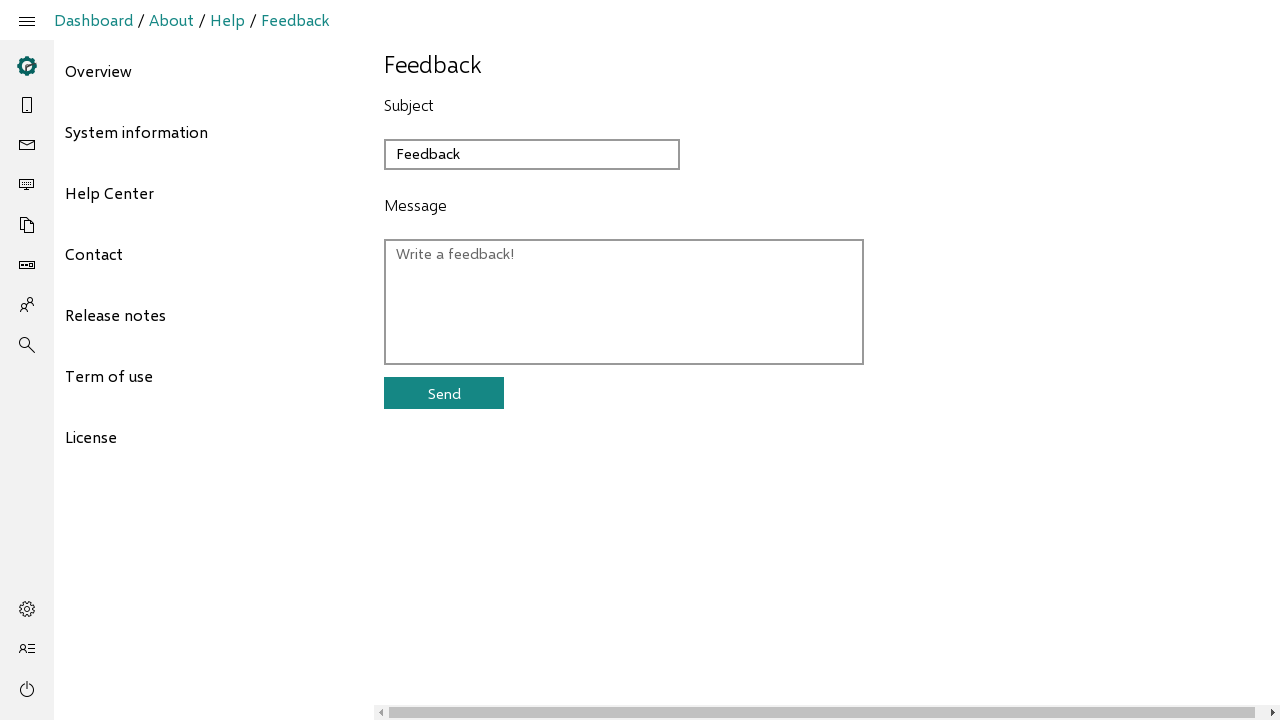 Dashboard / About / Help / Feedback
Overview
System information
Help Center
Contact
Release notes
Term of use
License
Feedback
Subject
Feedback
Message
Write a feedback!
Send